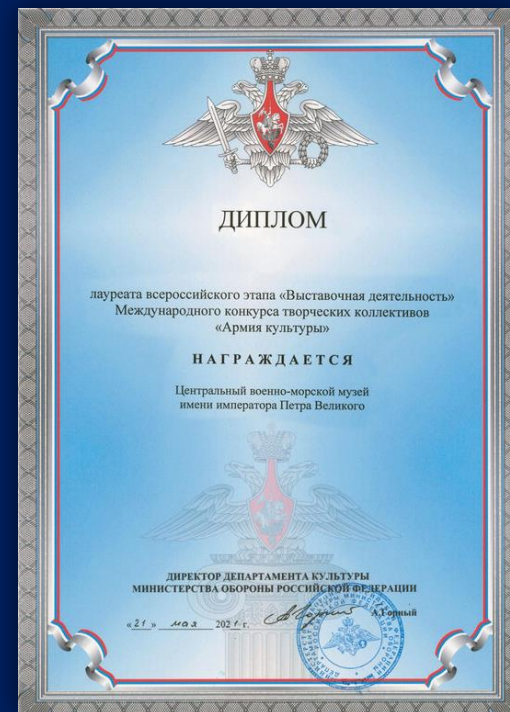 ДИПЛОМ
лауреата всероссийского этапа «Выставочная деятельность»
Международного конкурса творческих коллективов
«Армия культуры»
НАГРАЖДАЕТСЯ
Центральный военно-морской музей
имени императора Петра Великого
ДИРЕКТОР ДЕПАРТАМЕНТА КУЛЬТУРЫ
МИНИСТЕРСТВА ОБОРОНЫ РОССИЙСКОЙ ФЕДЕРАЦИИ
А.Горный
«21» мая 2021 г.